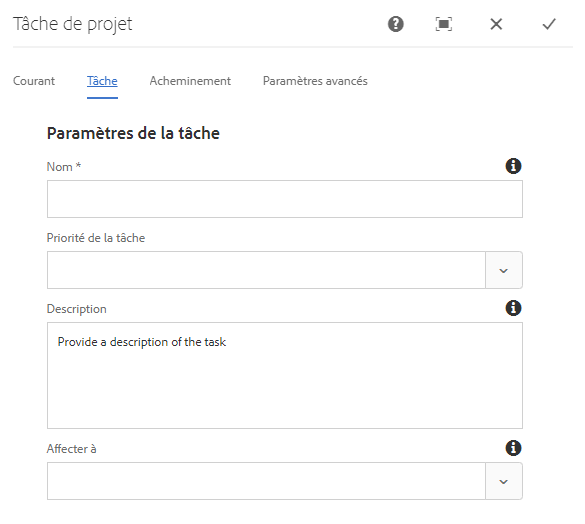 Tâche de projet
Courant Tâche Acheminement Paramètres avancés
Paramètres de la tâche
Nom *
Priorité de la tâche
Description
Provide a description of the task
Affecter à